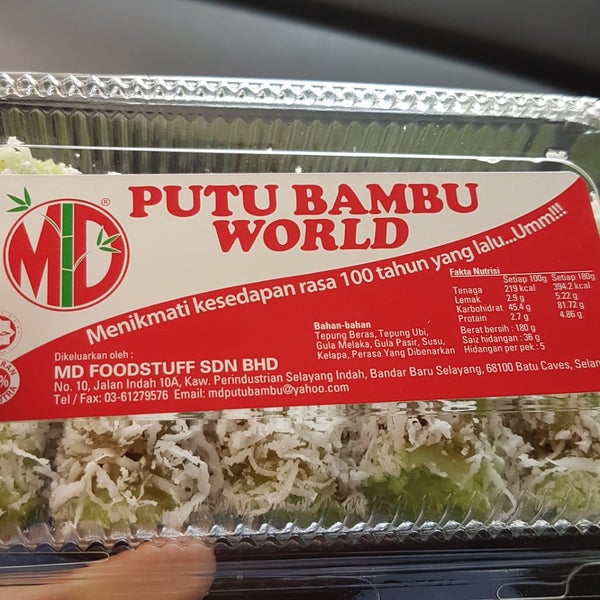 MD ®
PUTU BAMBU
WORLD
Menikmati kesedapan rasa 100 tahun yang lalu...Umm!!!
Fakta Nutrisi
Setiap 100g Setiap 180g
Tenaga 219 kcal 394.2 kcal
Lemak 2.9 g 5.22 g
Karbohidrat 45.4 g 81.72 g
Protein 2.7 g 4.86 g
Berat bersih : 180 g
Saiz hidangan : 36 g
Hidangan per pek : 5
Bahan-bahan
Tepung Beras, Tepung Ubi,
Gula Melaka, Gula Pasir, Susu,
Kelapa, Perasa Yang Dibenarkan
Dikeluarkan oleh :
MD FOODSTUFF SDN BHD
No. 10, Jalan Indah 10A, Kaw. Perindustrian Selayang Indah, Bandar Baru Selayang, 68100 Batu Caves, Selan
Tel / Fax: 03-61279576 Email: mdputubambu@yahoo.com